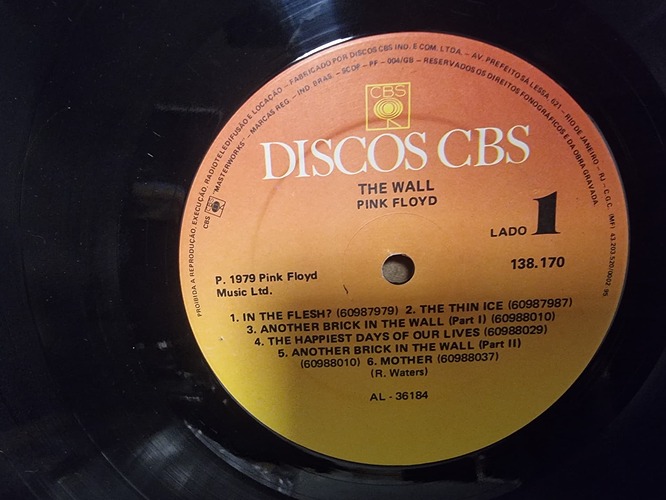 PROIBIDA A REPRODUÇÃO, EXECUÇÃO, RADIOTELEDIFUSÃO E LOCAÇÃO - FABRICADO POR DISCOS CBS IND. E COM. LTDA. - AV. PREFEITO SÁ LESSA, 621 - RIO DE JANEIRO - RJ - C.G.C. (MF)
CBS "MASTERWORKS" - MARCAS REG. - IND. BRAS. - SCDP - PF - 004/GB - RESERVADOS OS DIREITOS FONOGRÁFICOS E DA OBRA GRAVADA.
CBS
DISCOS CBS
THE WALL
PINK FLOYD
LADO 1
138.170
P. 1979 Pink Floyd
Music Ltd.
1. IN THE FLESH? (60987979) 2. THE THIN ICE (60987987)
3. ANOTHER BRICK IN THE WALL (Part I) (60988010)
4. THE HAPPIEST DAYS OF OUR LIVES (60988029)
5. ANOTHER BRICK IN THE WALL (Part II)
(60988010) 6. MOTHER (60988037)
(R. Waters)
AL - 36184